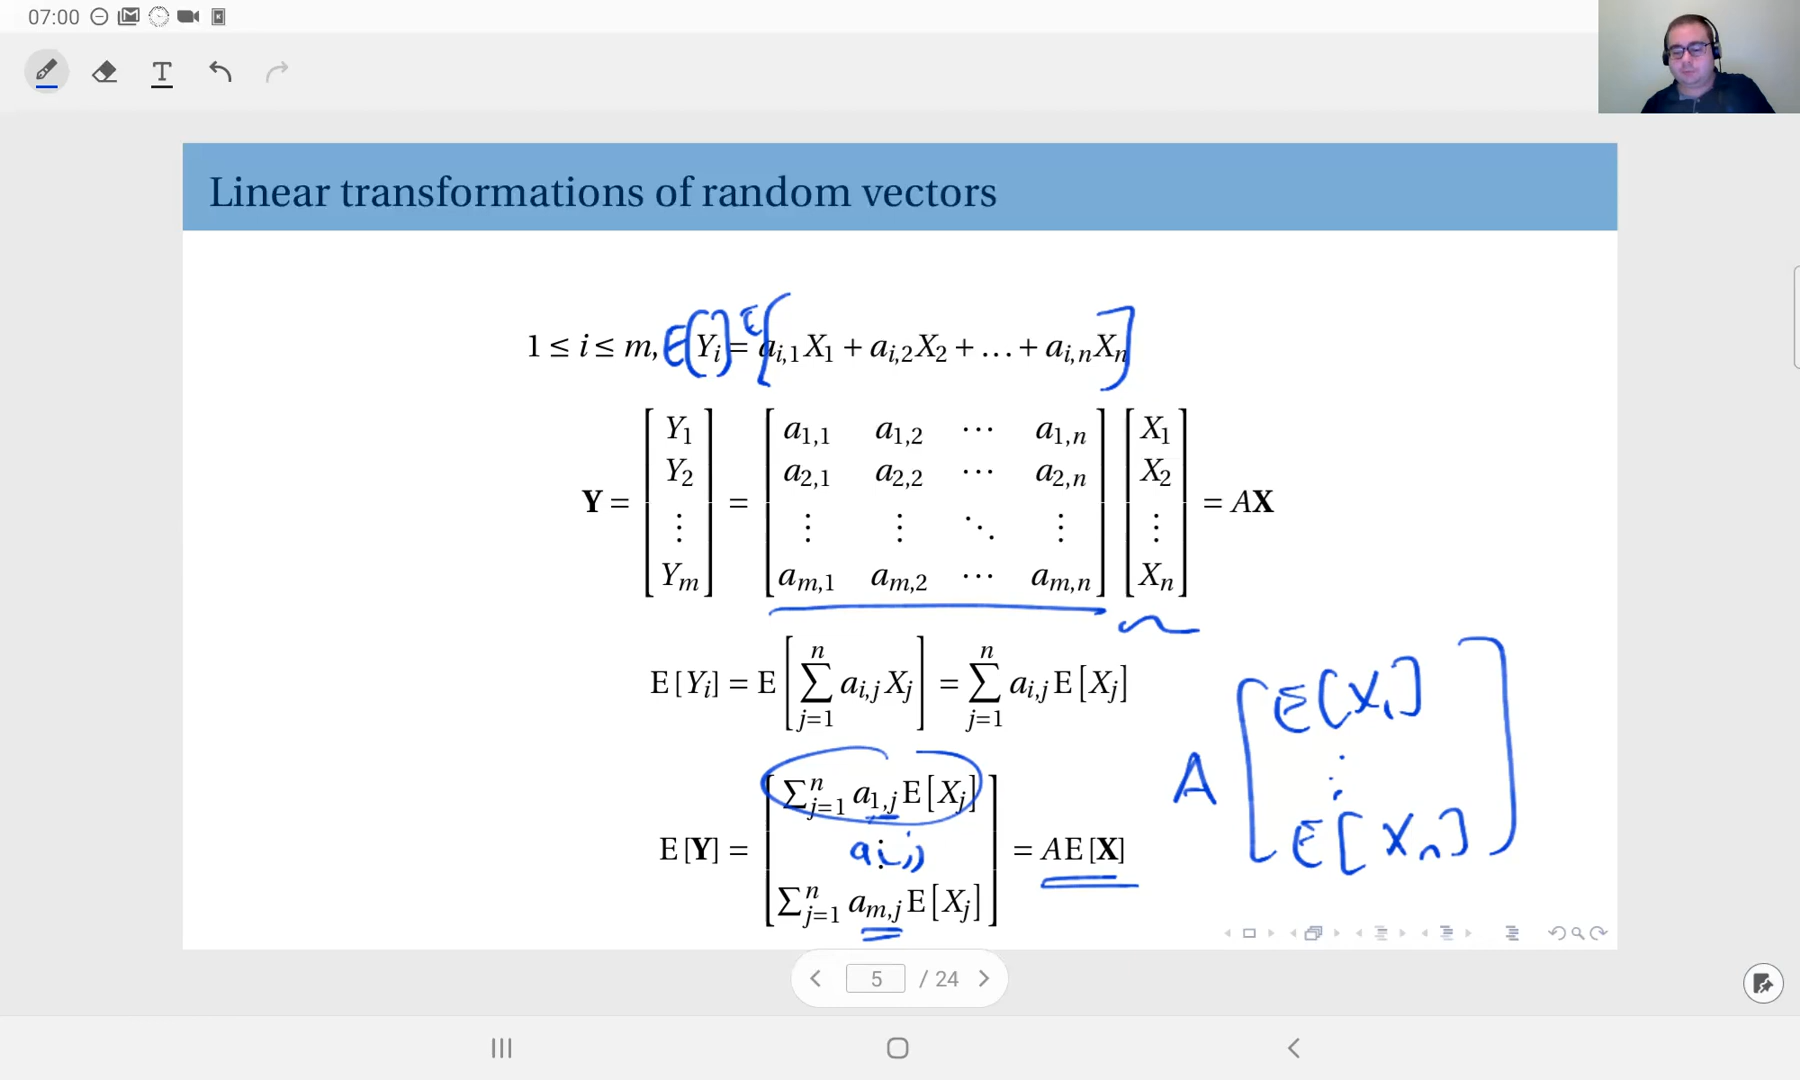 07:00
Linear transformations of random vectors
1 ≤ i ≤ m, E[Y_i] = E[a_{i,1}X_1 + a_{i,2}X_2 + … + a_{i,n}X_n]
Y = [Y_1 Y_2 ⋮ Y_m] = [a_{1,1} a_{1,2} ⋯ a_{1,n} a_{2,1} a_{2,2} ⋯ a_{2,n} ⋮ ⋮ ⋱ ⋮ a_{m,1} a_{m,2} ⋯ a_{m,n}] [X_1 X_2 ⋮ X_n] = AX
E[Y_i] = E[∑_{j=1}^{n} a_{i,j}X_j] = ∑_{j=1}^{n} a_{i,j}E[X_j]
E[Y] = [∑_{j=1}^{n} a_{1,j}E[X_j] ⋮ a_{i,j} ∑_{j=1}^{n} a_{m,j}E[X_j]] = AE[X]
A [E[X_1] ⋮ E[X_n]]
5 / 24